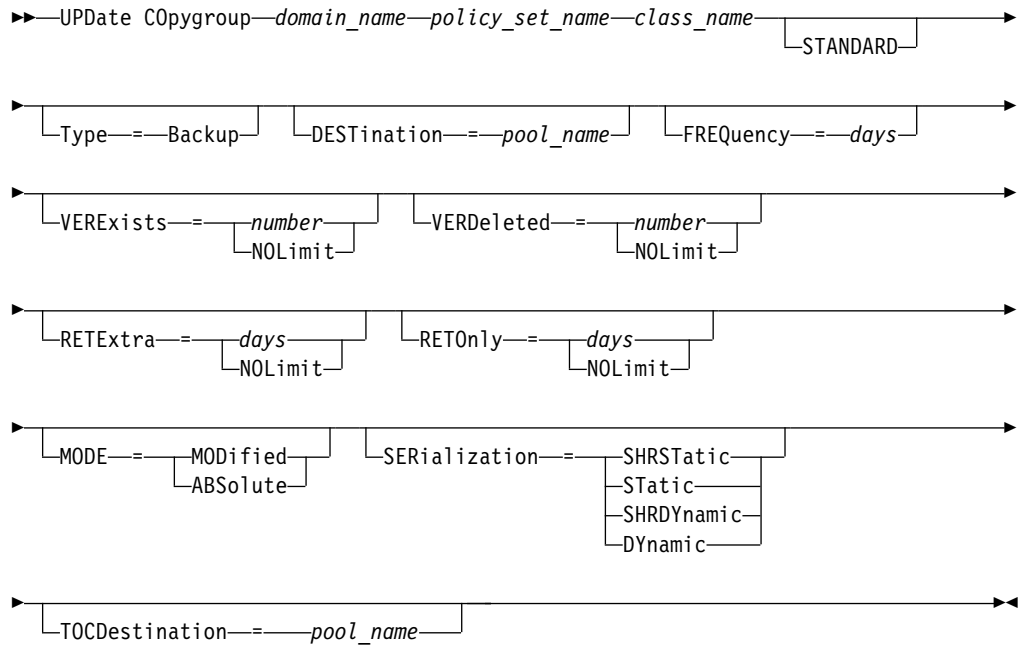 UPDate COpygroup domain_name policy_set_name class_name
STANDARD
Type = Backup DESTination = pool_name FREQuency = days
VERExists = number VERDeleted = number
NOLimit NOLimit
RETExtra = days RETOnly = days
NOLimit NOLimit
MODE = MODified SERialization = SHRSTatic
ABSolute STatic
SHRDYnamic
DYnamic
TOCDestination = pool_name